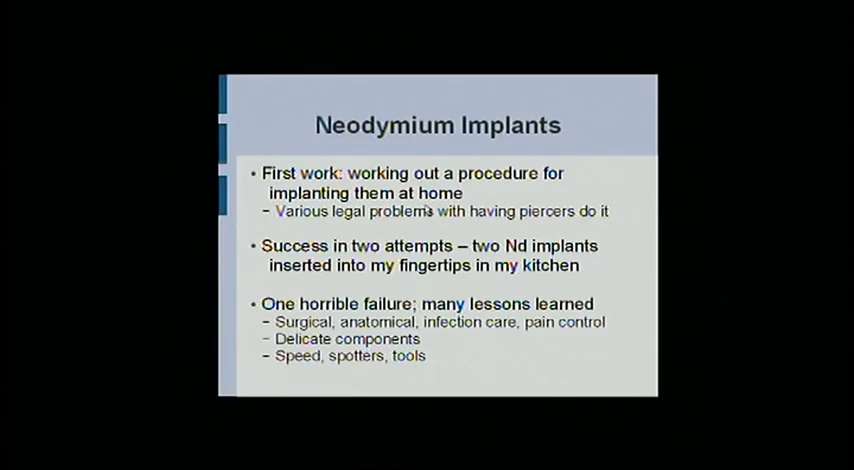 Neodymium Implants
• First work: working out a procedure for
implanting them at home
– Various legal problems with having piercers do it
• Success in two attempts – two Nd implants
inserted into my fingertips in my kitchen
• One horrible failure; many lessons learned
– Surgical, anatomical, infection care, pain control
– Delicate components
– Speed, spotters, tools